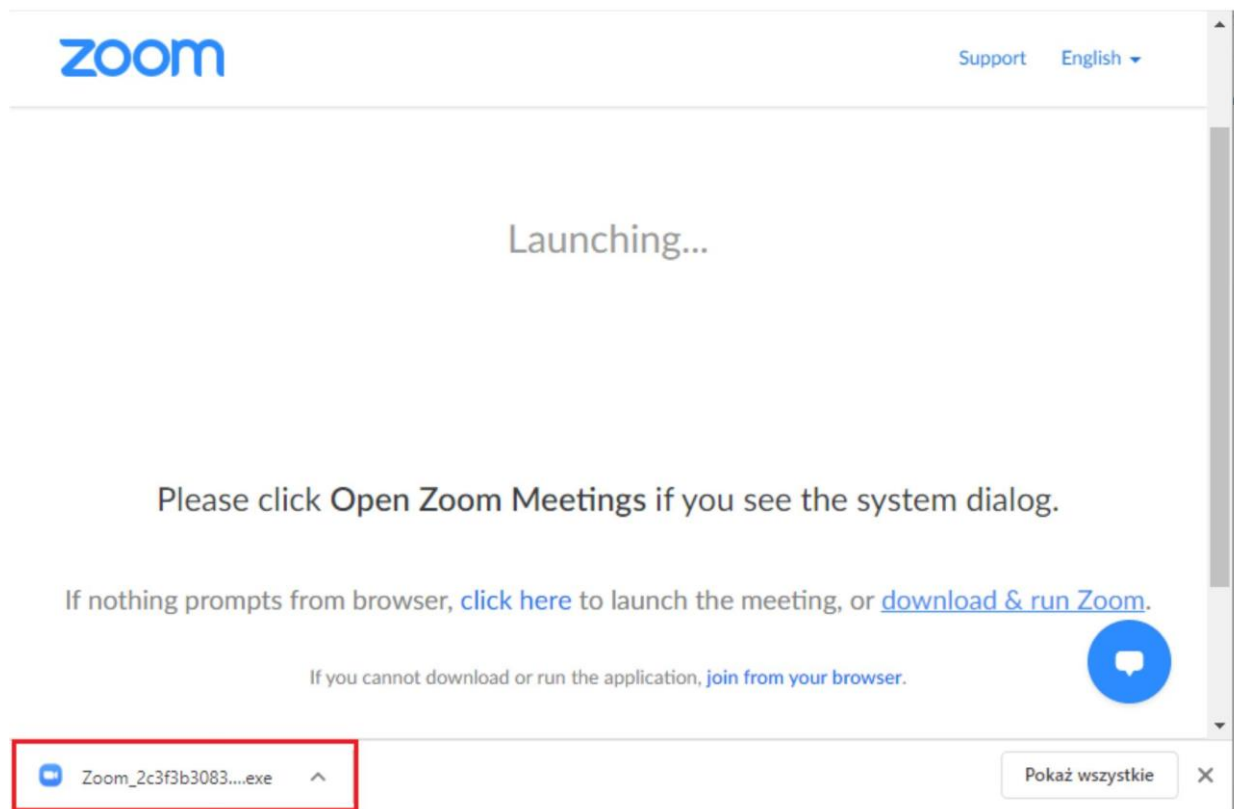 zoom
Support English
Launching...
Please click Open Zoom Meetings if you see the system dialog.
If nothing prompts from browser, click here to launch the meeting, or download & run Zoom.
If you cannot download or run the application, join from your browser.
Zoom_2c3f3b3083....exe
Pokaż wszystkie